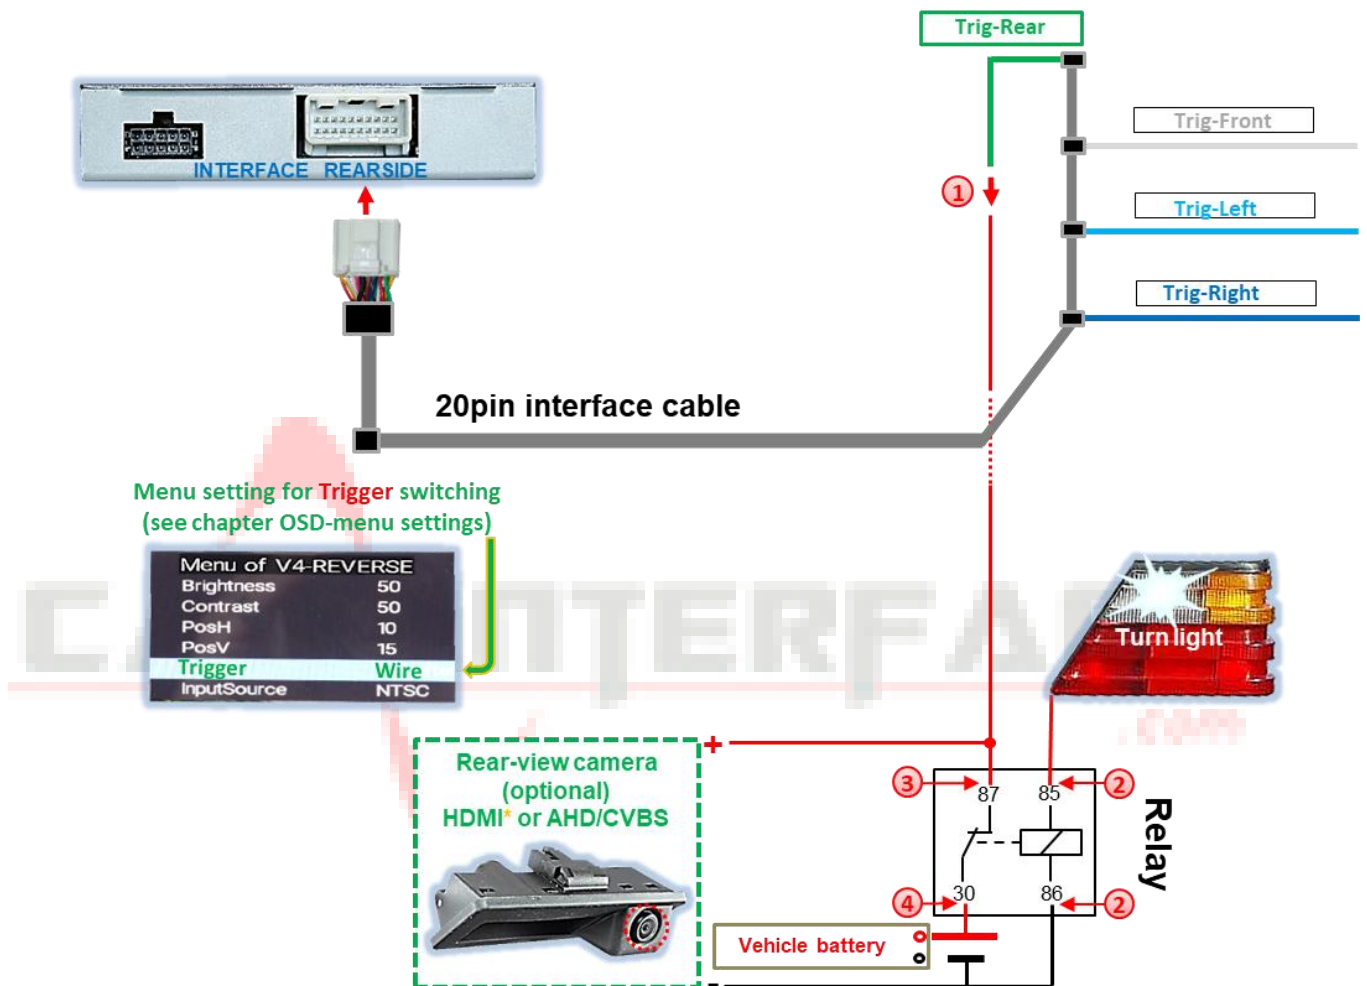 Trig-Rear
Trig-Front
Trig-Left
Trig-Right
INTERFACE REARSIDE
1
20pin interface cable
Menu setting for Trigger switching
(see chapter OSD-menu settings)
Menu of V4-REVERSE
Brightness 50
Contrast 50
PosH 10
PosV 15
Trigger Wire
InputSource NTSC
Turn light
.com
+
Rear-view camera
(optional)
HDMI* or AHD/CVBS
3
87
85
2
Relay
4
30
86
2
Vehicle battery
-